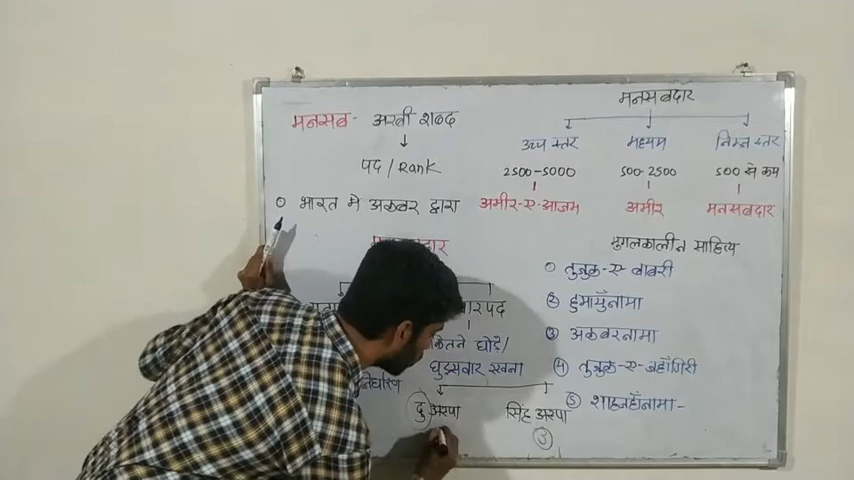 मनसब- अरबी शब्द
↓
पद / Rank
० भारत मे अकबर द्वारा
मनसबदार
उच्च स्तर मध्यम निम्न स्तर
2500-5000 500-2500 500 से कम
अमीर-ए-आजम अमीर मनसबदार
मुगलकालीन साहित्य
० तुजुक-ए-बाबरी
② हुमायुँनामा
③ अकबरनामा
④ तुजुक-ए-जहाँगिरी
⑤ शाहजहाँनामा-
दार
पद
कितने घोडे/
घुडसवार रखना
निर्धारण
दु अस्पा सिंह अस्पा
③